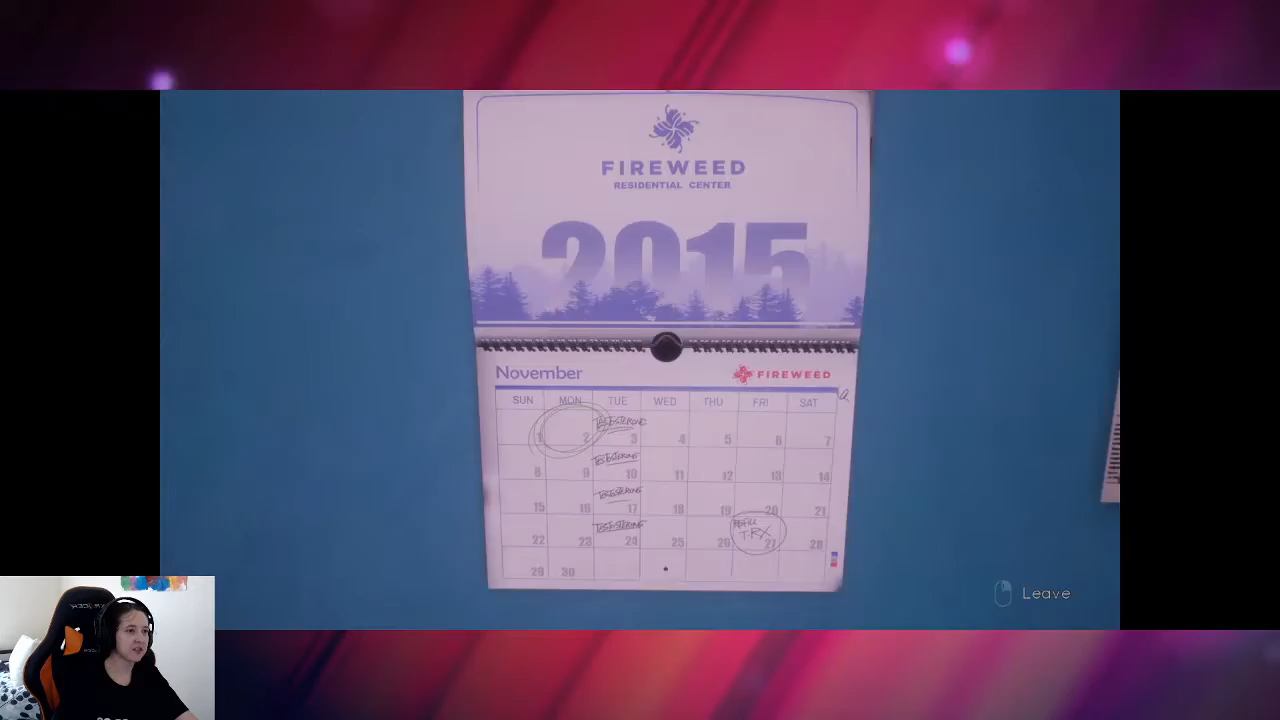 FIREWEED
RESIDENTIAL CENTER
2015
November
FIREWEED
SUN MON TUE WED THU FRI SAT
TESTOSTERONE
1 2 3 4 5 6 7
TESTOSTERONE
8 9 10 11 12 13 14
TESTOSTERONE
15 16 17 18 19 20 21
TESTOSTERONE
REFILL
T-RX
22 23 24 25 26 27 28
29 30
Leave